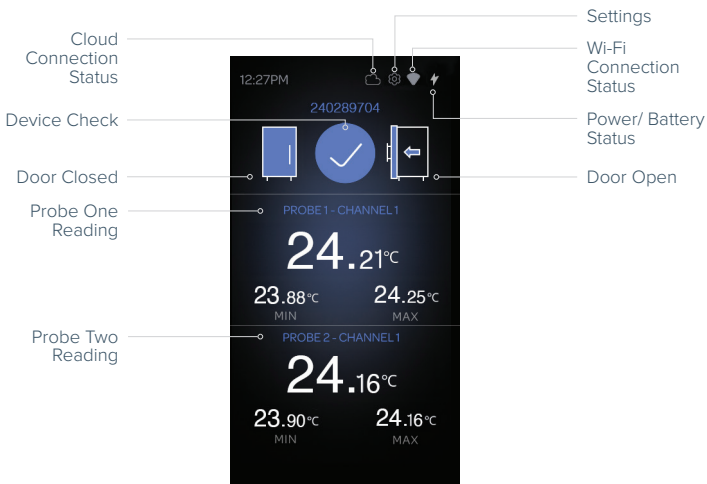 Settings
Cloud
Connection
Status
Wi-Fi
Connection
Status
12:27PM
240289704
Device Check
Power/ Battery
Status
Door Closed
Door Open
Probe One
Reading
PROBE 1 - CHANNEL 1
24.21°C
23.88°C
24.25°C
MIN
MAX
Probe Two
Reading
PROBE 2 - CHANNEL 1
24.16°C
23.90°C
24.16°C
MIN
MAX